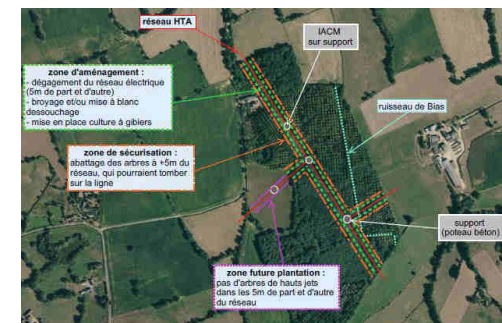 réseau HTA
IACM
sur support
zone d'aménagement :
- dégagement du réseau électrique
(5m de part et d'autre)
- broyage et/ou mise à blanc
dessouchage
- mise en place culture à gibiers
ruisseau de Bias
zone de sécurisation :
abattage des arbres à +5m du
réseau, qui pourraient tomber
sur la ligne
support
(poteau béton)
zone future plantation :
pas d'arbres de hauts jets
dans les 5m de part et d'autre
du réseau